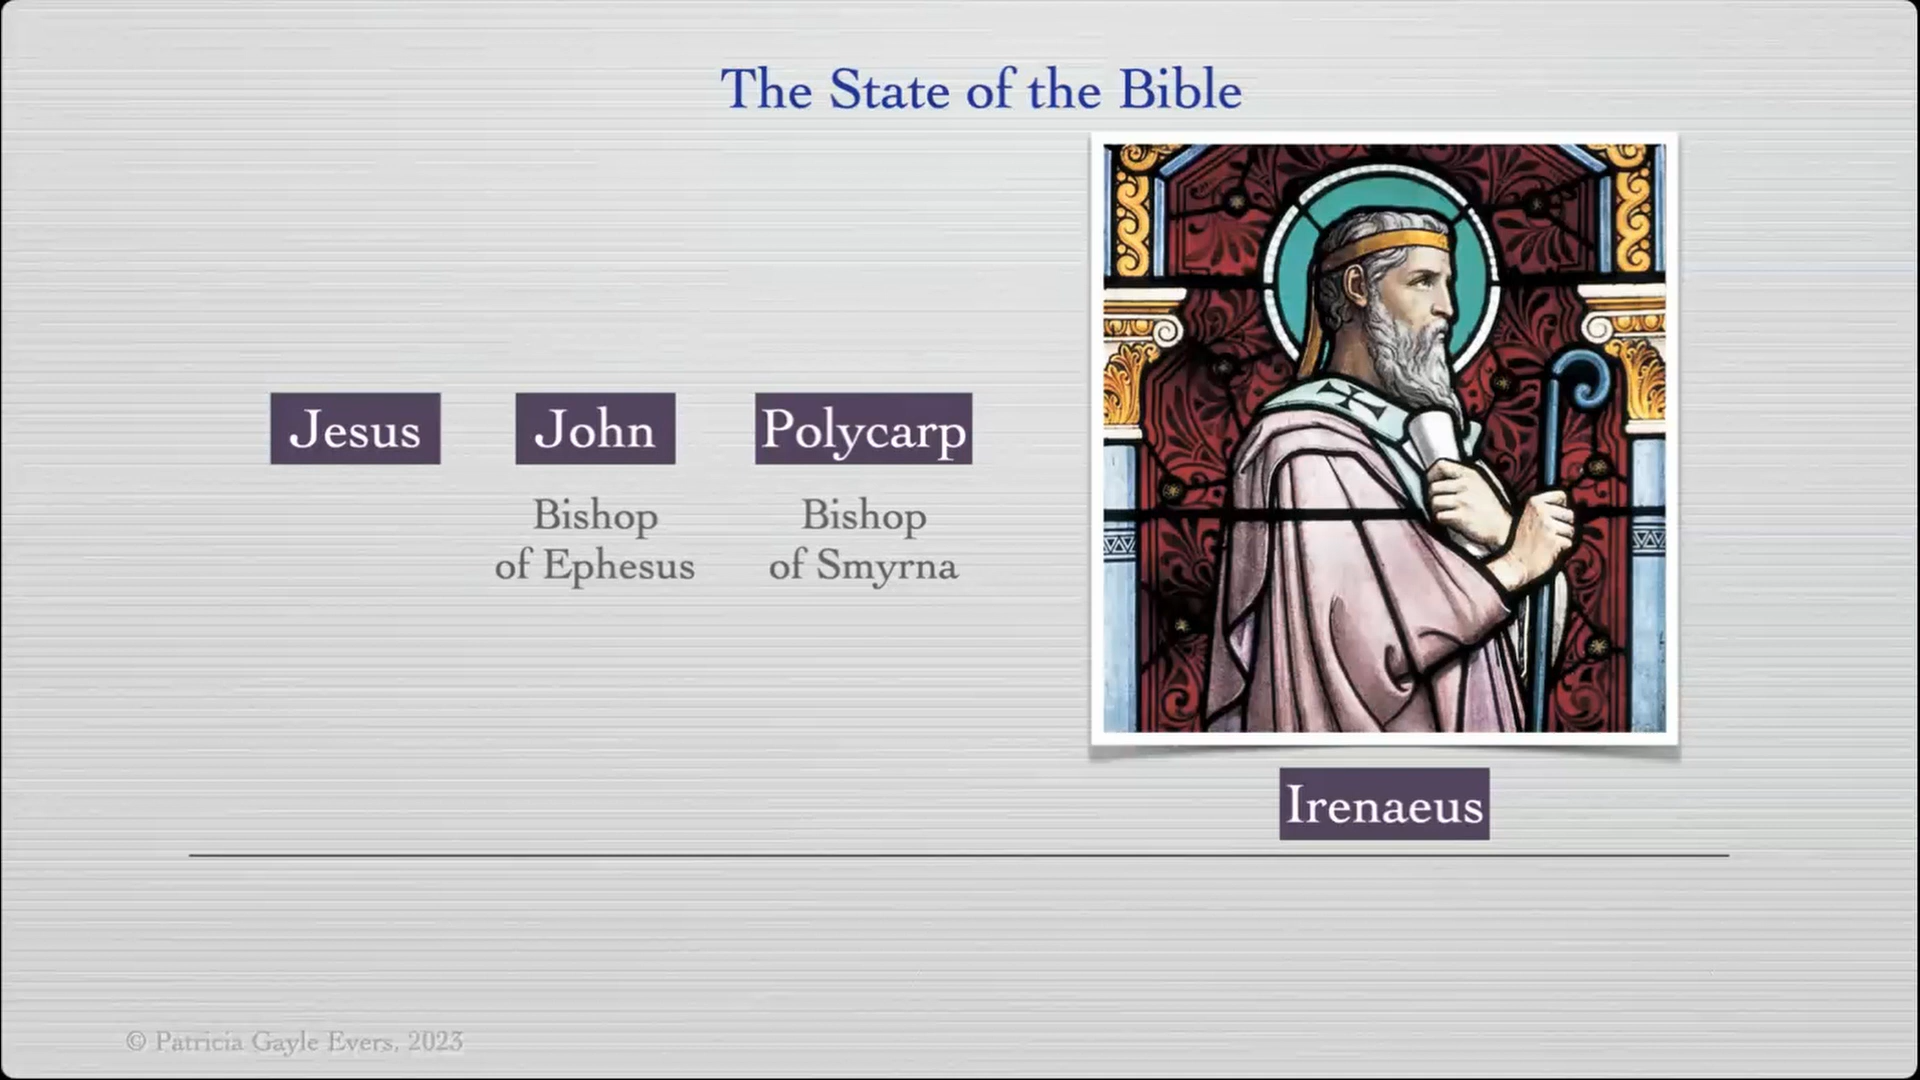 The State of the Bible
Jesus
John
Polycarp
Bishop
of Ephesus
Bishop
of Smyrna
Irenaeus
© Patricia Gayle Evers, 2023